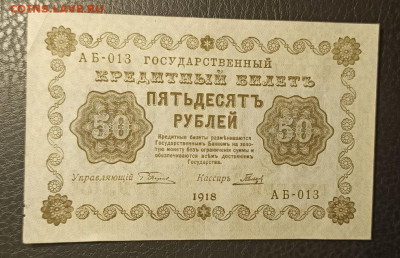 COINS.LAVE.RU
АБ-013 ГОСУДАРСТВЕННЫЙ
КРЕДИТНЫЙ БИЛЕТЪ
50 ПЯТЬДЕСЯТЪ 50
РУБЛЕЙ
Кредитные билеты размѣниваются
Государственнымъ Банкомъ на золо-
тую монету безъ ограниченія суммы и
обезпечиваются всѣмъ достояніемъ
Государства.
Управляющій Кассиръ
1918 АБ-013